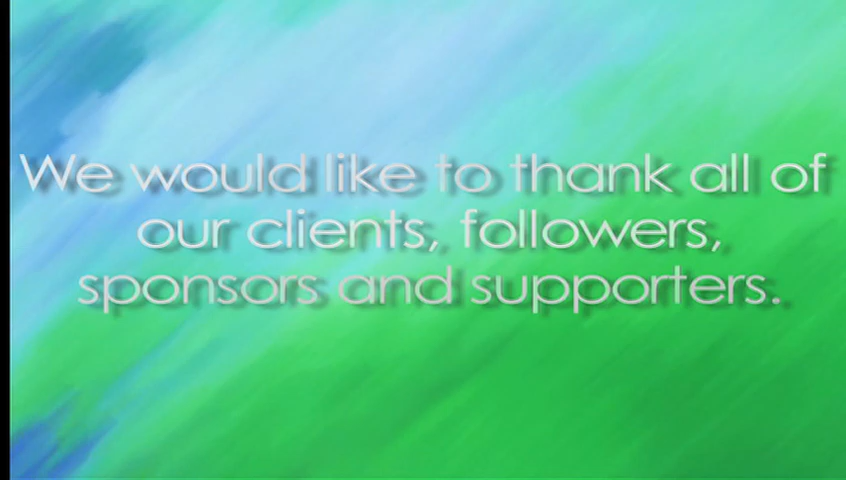 We would like to thank all of
our clients, followers,
sponsors and supporters.